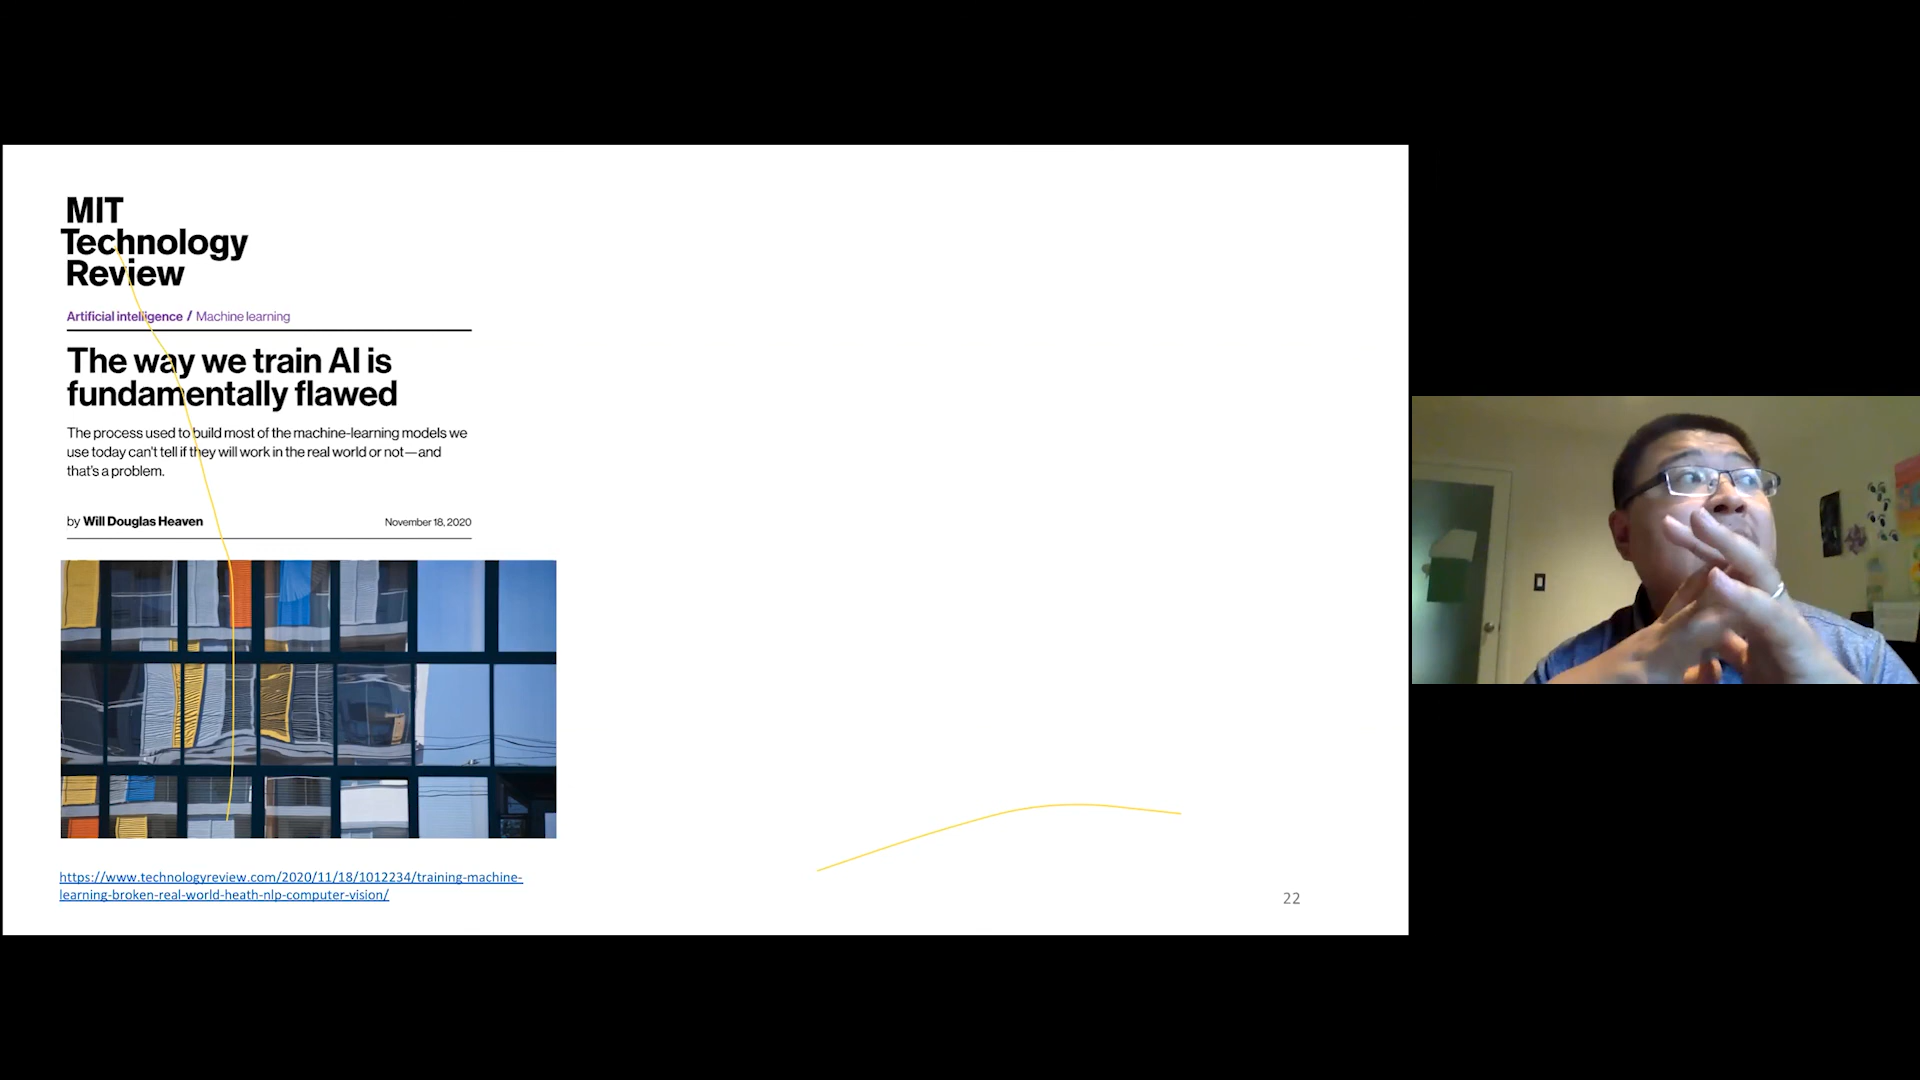 MIT
Technology
Review
Artificial intelligence / Machine learning
The way we train AI is
fundamentally flawed
The process used to build most of the machine-learning models we
use today can't tell if they will work in the real world or not—and
that's a problem.
by Will Douglas Heaven November 18, 2020
https://www.technologyreview.com/2020/11/18/1012234/training-machine-
learning-broken-real-world-heath-nlp-computer-vision/
22